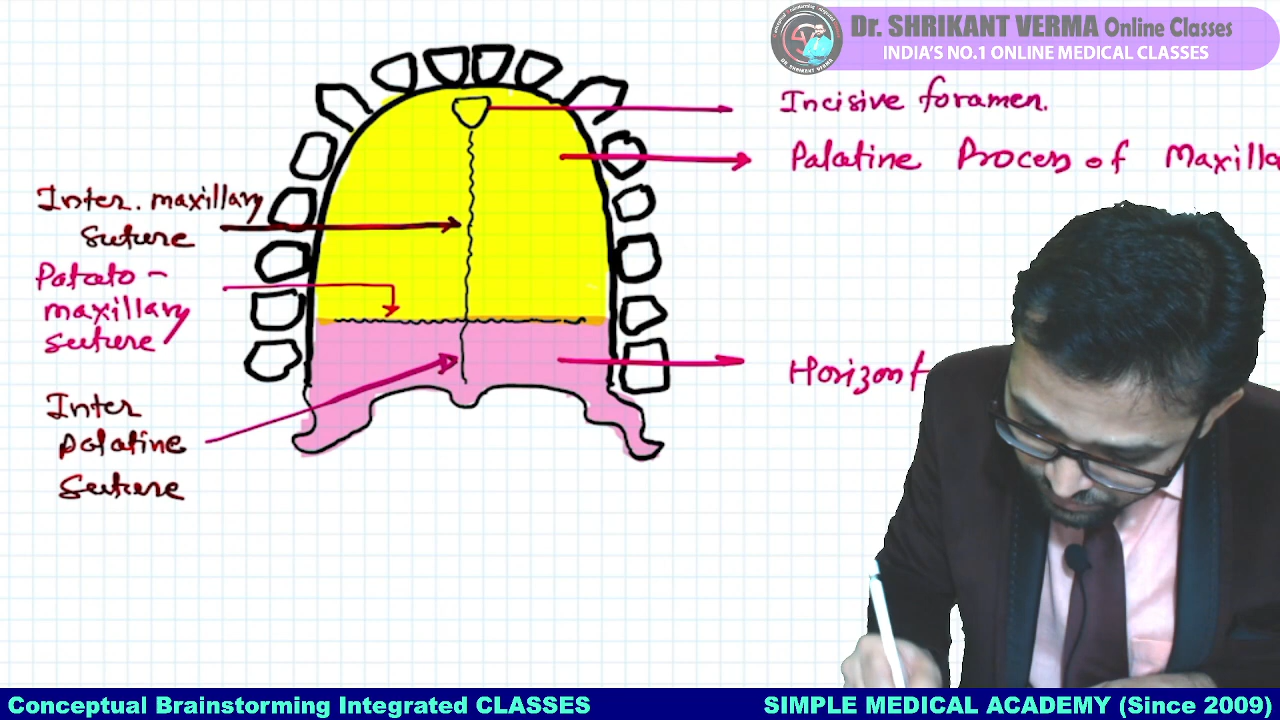 Dr. SHRIKANT VERMA Online Classes
INDIA'S NO.1 ONLINE MEDICAL CLASSES
Incisive foramen.
Palatine Process of Maxilla
Inter. maxillary
Suture
Palato -
maxillary
Suture
Inter
palatine
Suture
Horizont
Conceptual Brainstorming Integrated CLASSES
SIMPLE MEDICAL ACADEMY (Since 2009)